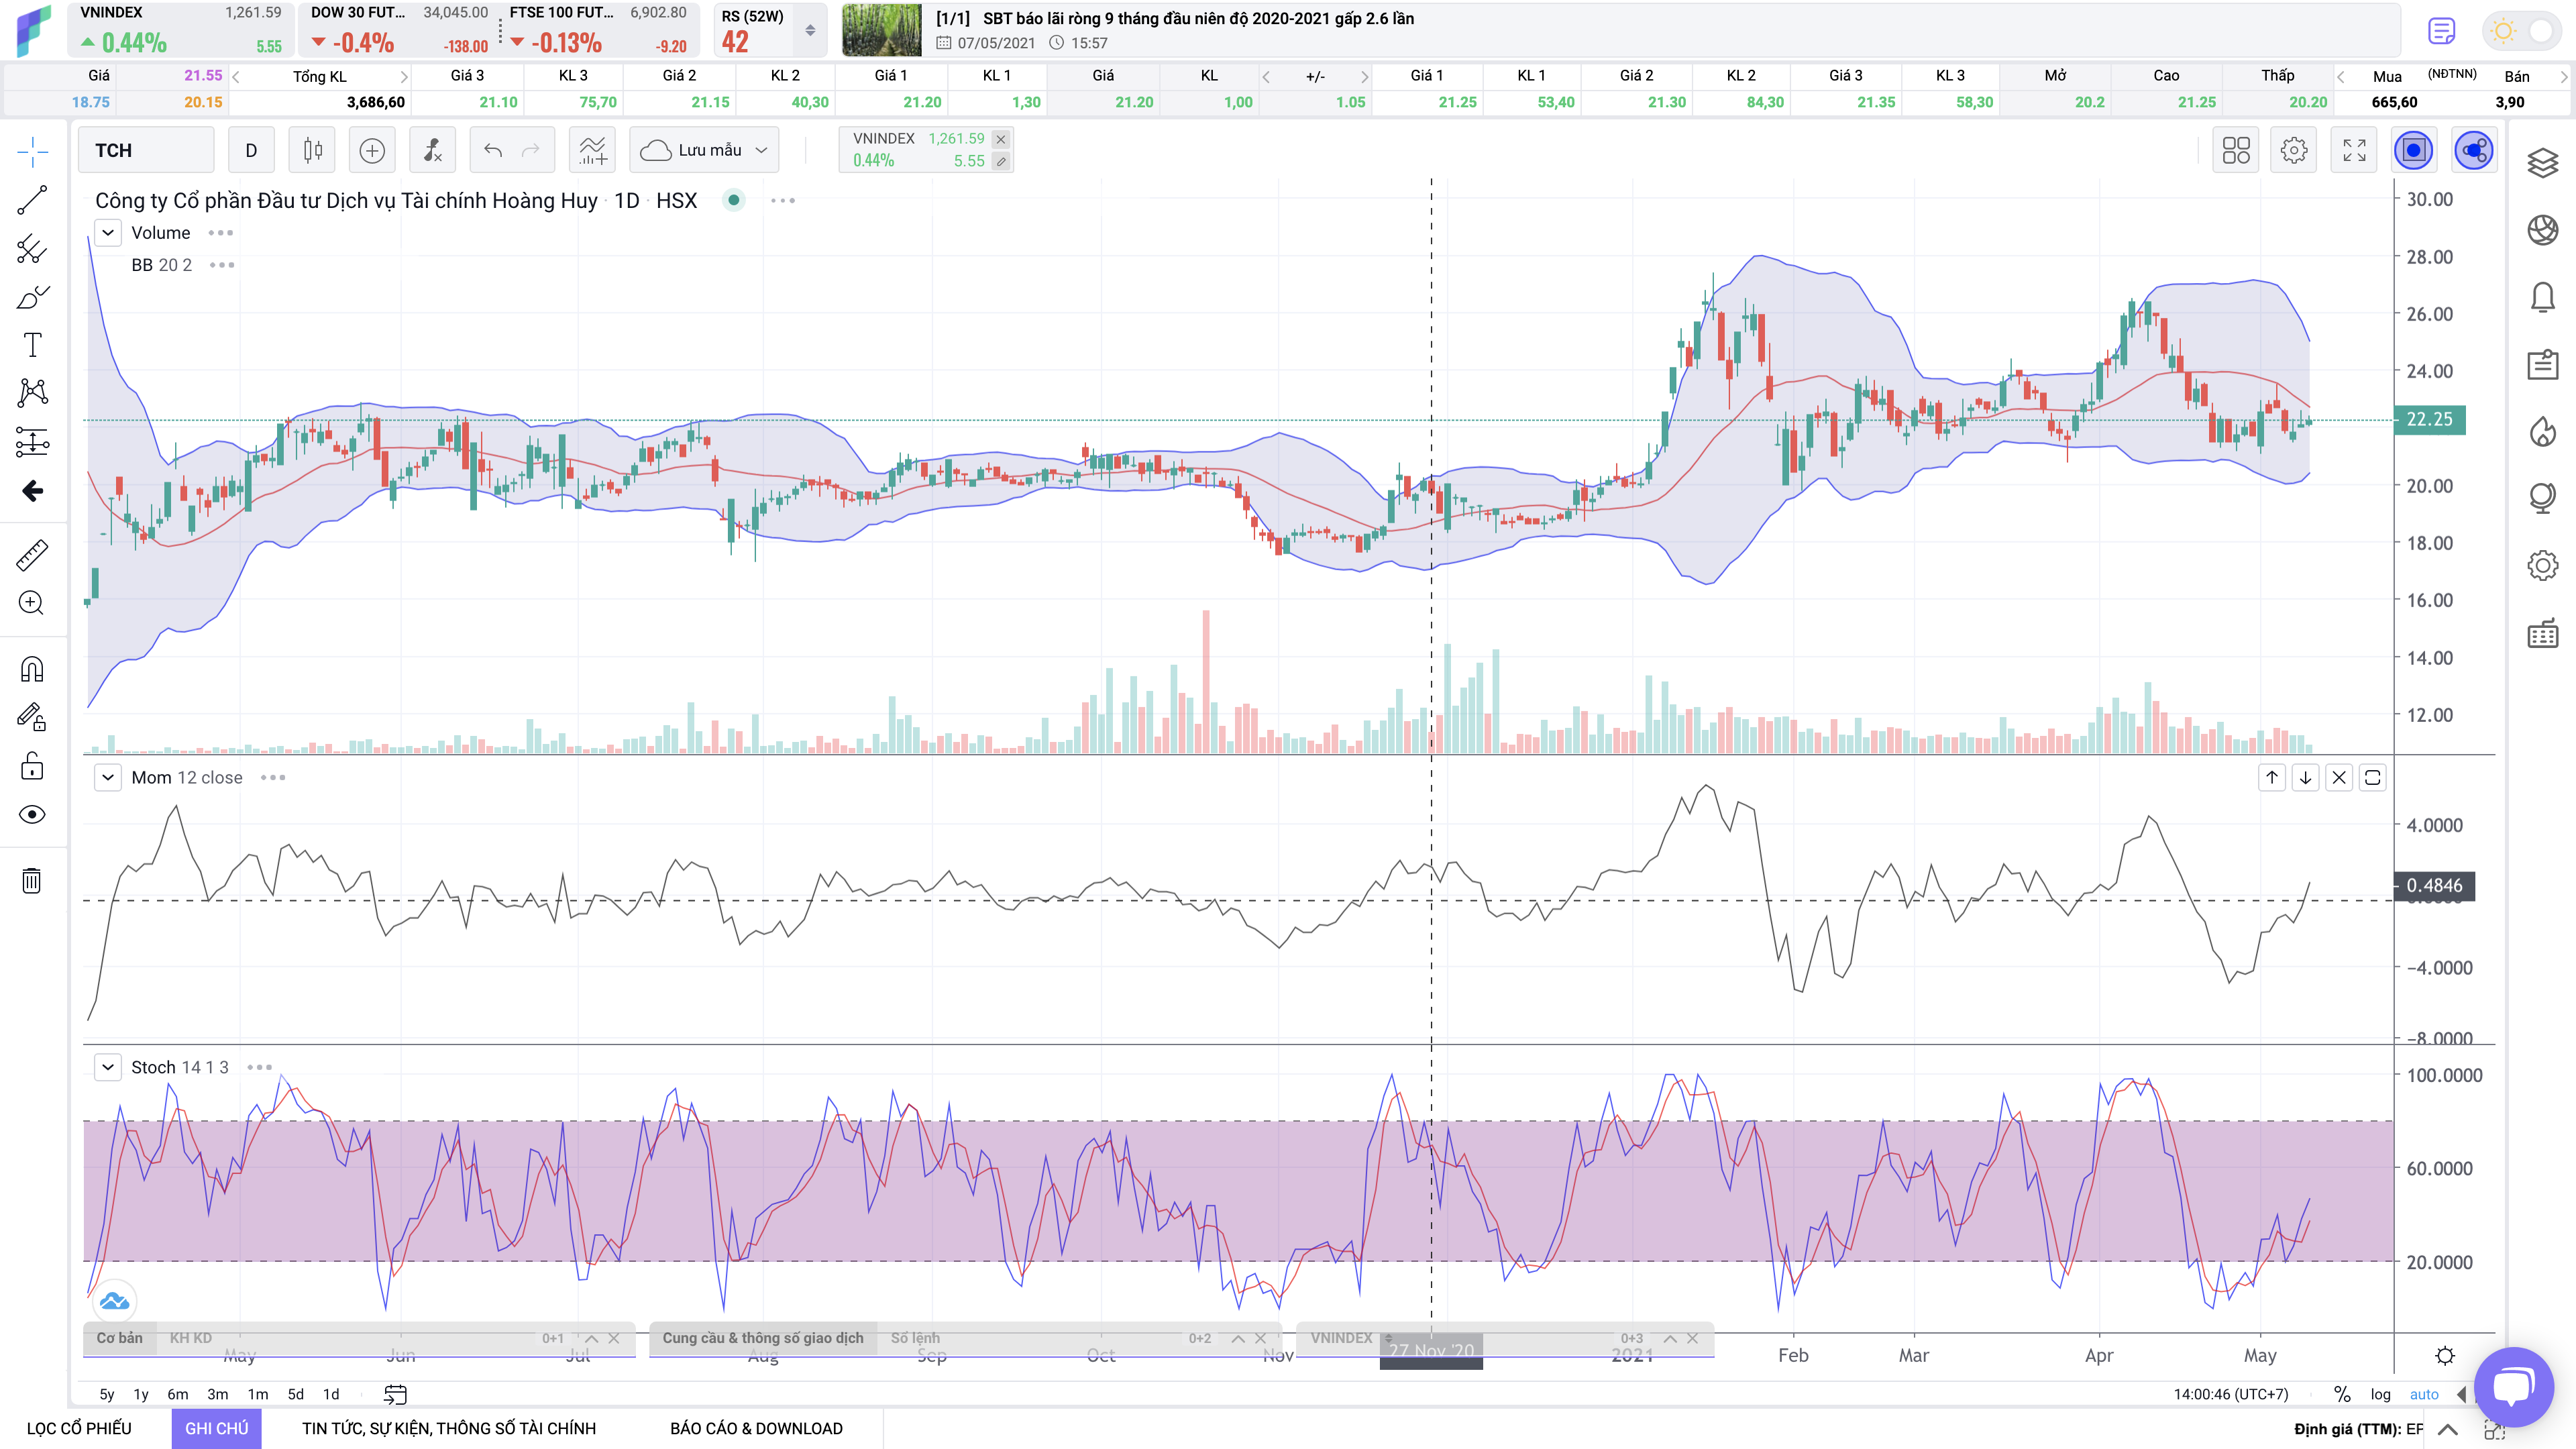 VNINDEX 1,261.59
0.44% 5.55
DOW 30 FUT... 34,045.00
-0.4% -138.00
FTSE 100 FUT... 6,902.80
-0.13% -9.20
RS (52W)
42
[1/1] SBT báo lãi ròng 9 tháng đầu niên độ 2020-2021 gấp 2.6 lần
07/05/2021 15:57
Giá 21.55 Tổng KL Giá 3 KL 3 Giá 2 KL 2 Giá 1 KL 1 Giá KL +/- Giá 1 KL 1 Giá 2 KL 2 Giá 3 KL 3 Mở Cao Thấp Mua (NĐTNN) Bán
18.75 20.15 3,686,60 21.10 75,70 21.15 40,30 21.20 1,30 21.20 1,00 1.05 21.25 53,40 21.30 84,30 21.35 58,30 20.2 21.25 20.20 665,60 3,90
TCH D Lưu mẫu
VNINDEX 1,261.59
0.44% 5.55
Công ty Cổ phần Đầu tư Dịch vụ Tài chính Hoàng Huy · 1D · HSX
Volume
BB 20 2
30.00
28.00
26.00
24.00
22.25
20.00
18.00
16.00
14.00
12.00
Mom 12 close
4.0000
0.4846
-4.0000
-8.0000
Stoch 14 1 3
100.0000
60.0000
20.0000
Cơ bản KH KD 0+1
Cung cầu & thông số giao dịch Sổ lệnh 0+2
VNINDEX 0+3
May Jun Jul Aug Sep Oct Nov 27 Nov '20 2021 Feb Mar Apr May
5y 1y 6m 3m 1m 5d 1d
14:00:46 (UTC+7) % log auto
LỌC CỔ PHIẾU GHI CHÚ TIN TỨC, SỰ KIỆN, THÔNG SỐ TÀI CHÍNH BÁO CÁO & DOWNLOAD
Định giá (TTM):